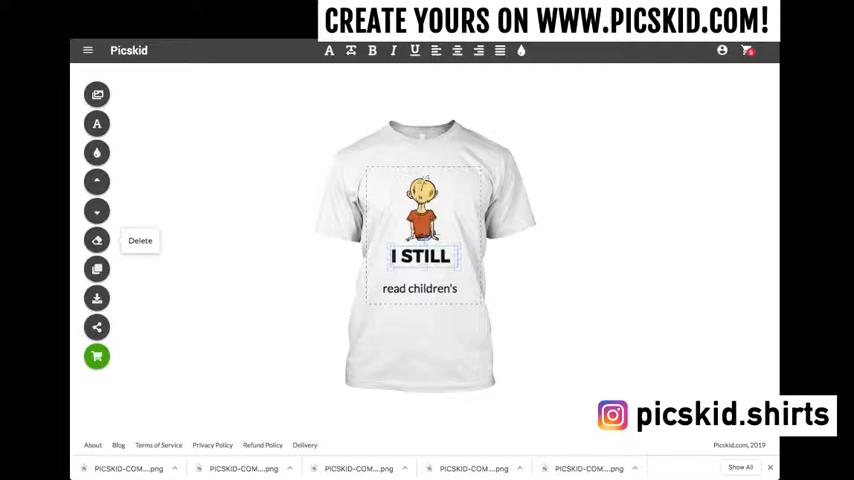 CREATE YOURS ON WWW.PICSKID.COM!
Picskid
A B I U
0
A
Delete
I STILL
read children's
picskid.shirts
About Blog Terms of Service Privacy Policy Refund Policy Delivery
Picskid.com, 2019
PICSKID-COM....png PICSKID-COM....png PICSKID-COM....png PICSKID-COM....png PICSKID-COM....png Show All